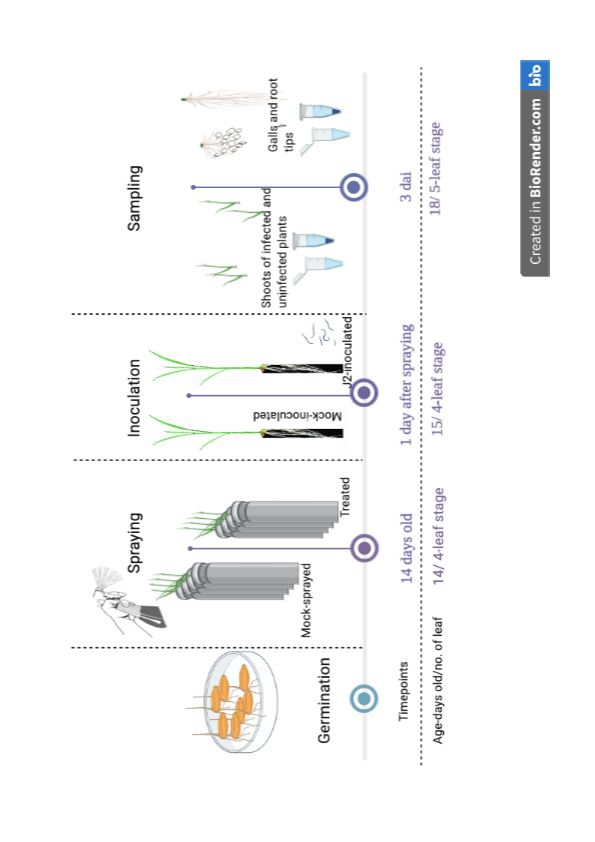 Germination
Spraying
Inoculation
Sampling
Mock-sprayed
Treated
Mock-inoculated
J2-inoculated
Shoots of infected and
uninfected plants
Galls and root
tips
Timepoints
14 days old
1 day after spraying
3 dai
Age-days old/no. of leaf
14/ 4-leaf stage
15/ 4-leaf stage
18/ 5-leaf stage
Created in BioRender.com bio